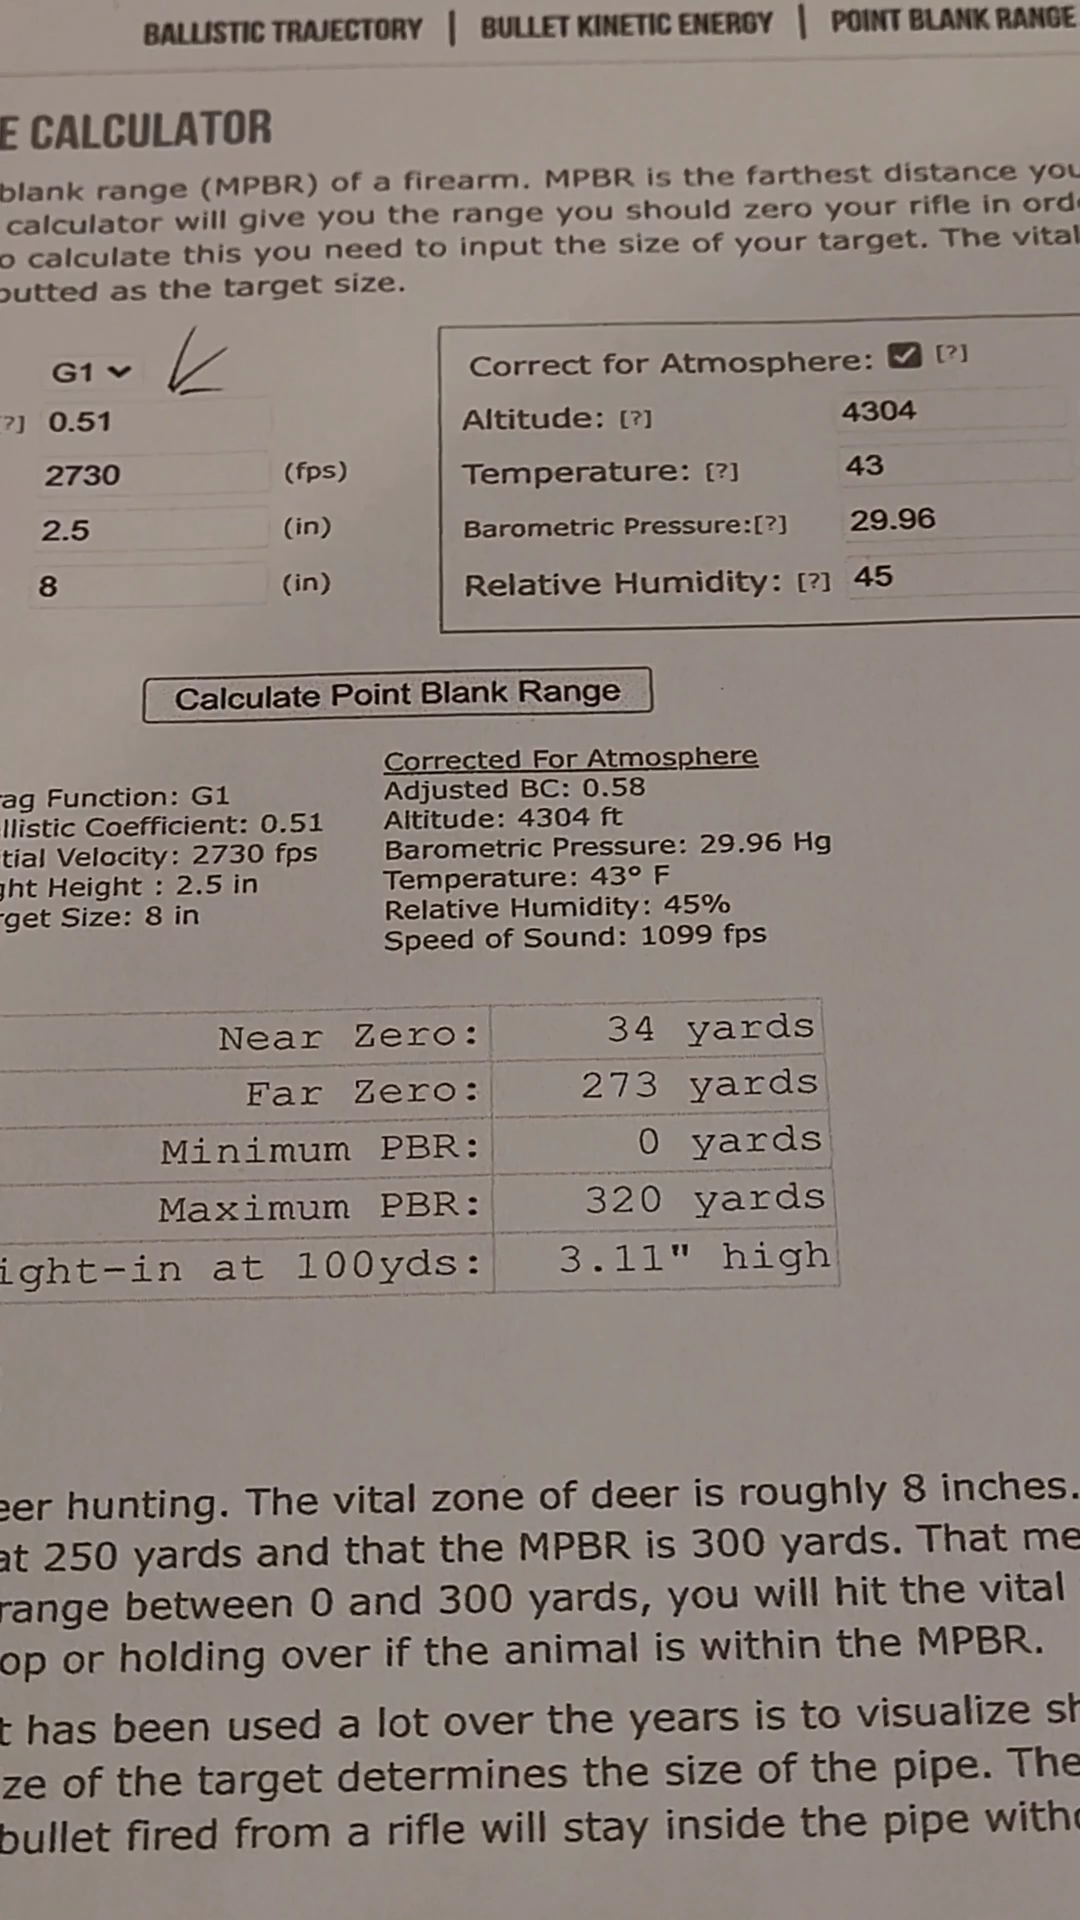 BALLISTIC TRAJECTORY | BULLET KINETIC ENERGY | POINT BLANK RANGE
E CALCULATOR
blank range (MPBR) of a firearm. MPBR is the farthest distance you
calculator will give you the range you should zero your rifle in ord
o calculate this you need to input the size of your target. The vital
outted as the target size.
G1
?] 0.51
2730 (fps)
2.5 (in)
8 (in)
Correct for Atmosphere: [?]
Altitude: [?] 4304
Temperature: [?] 43
Barometric Pressure:[?] 29.96
Relative Humidity: [?] 45
Calculate Point Blank Range
rag Function: G1
llistic Coefficient: 0.51
tial Velocity: 2730 fps
ght Height : 2.5 in
rget Size: 8 in
Corrected For Atmosphere
Adjusted BC: 0.58
Altitude: 4304 ft
Barometric Pressure: 29.96 Hg
Temperature: 43° F
Relative Humidity: 45%
Speed of Sound: 1099 fps
Near Zero: 34 yards
Far Zero: 273 yards
Minimum PBR: 0 yards
Maximum PBR: 320 yards
ight-in at 100yds: 3.11" high
eer hunting. The vital zone of deer is roughly 8 inches.
at 250 yards and that the MPBR is 300 yards. That me
range between 0 and 300 yards, you will hit the vital
op or holding over if the animal is within the MPBR.
t has been used a lot over the years is to visualize sh
ze of the target determines the size of the pipe. The
bullet fired from a rifle will stay inside the pipe witho